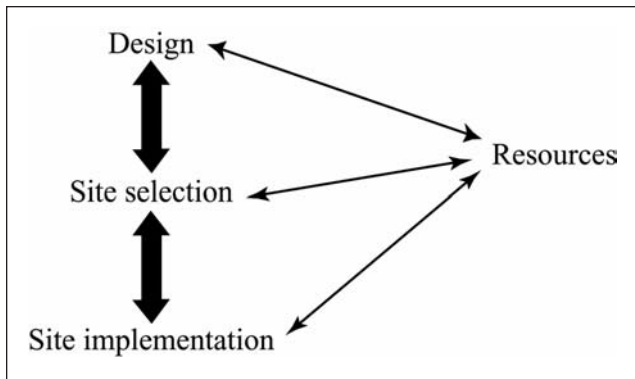 Design
Resources
Site selection
Site implementation